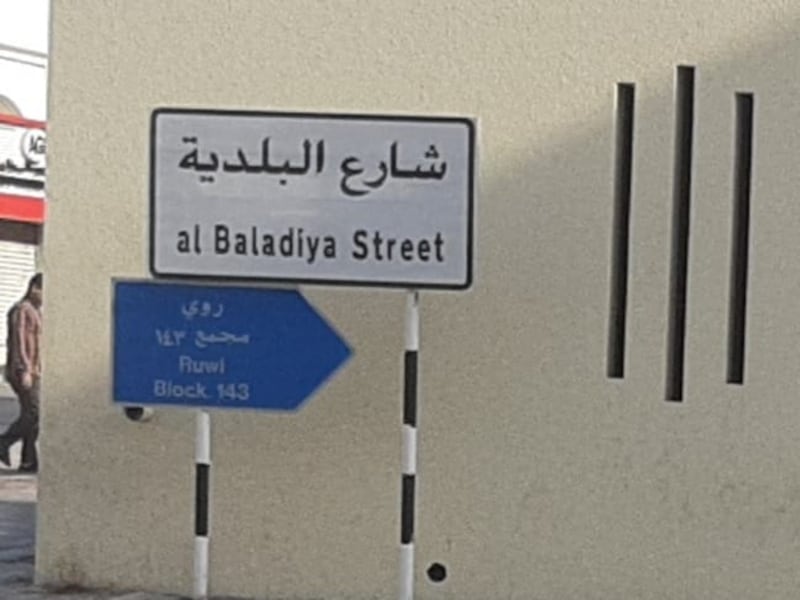 شارع البلدية
al Baladiya Street
روي
مجمع ١٤٣
Ruwi
Block 143